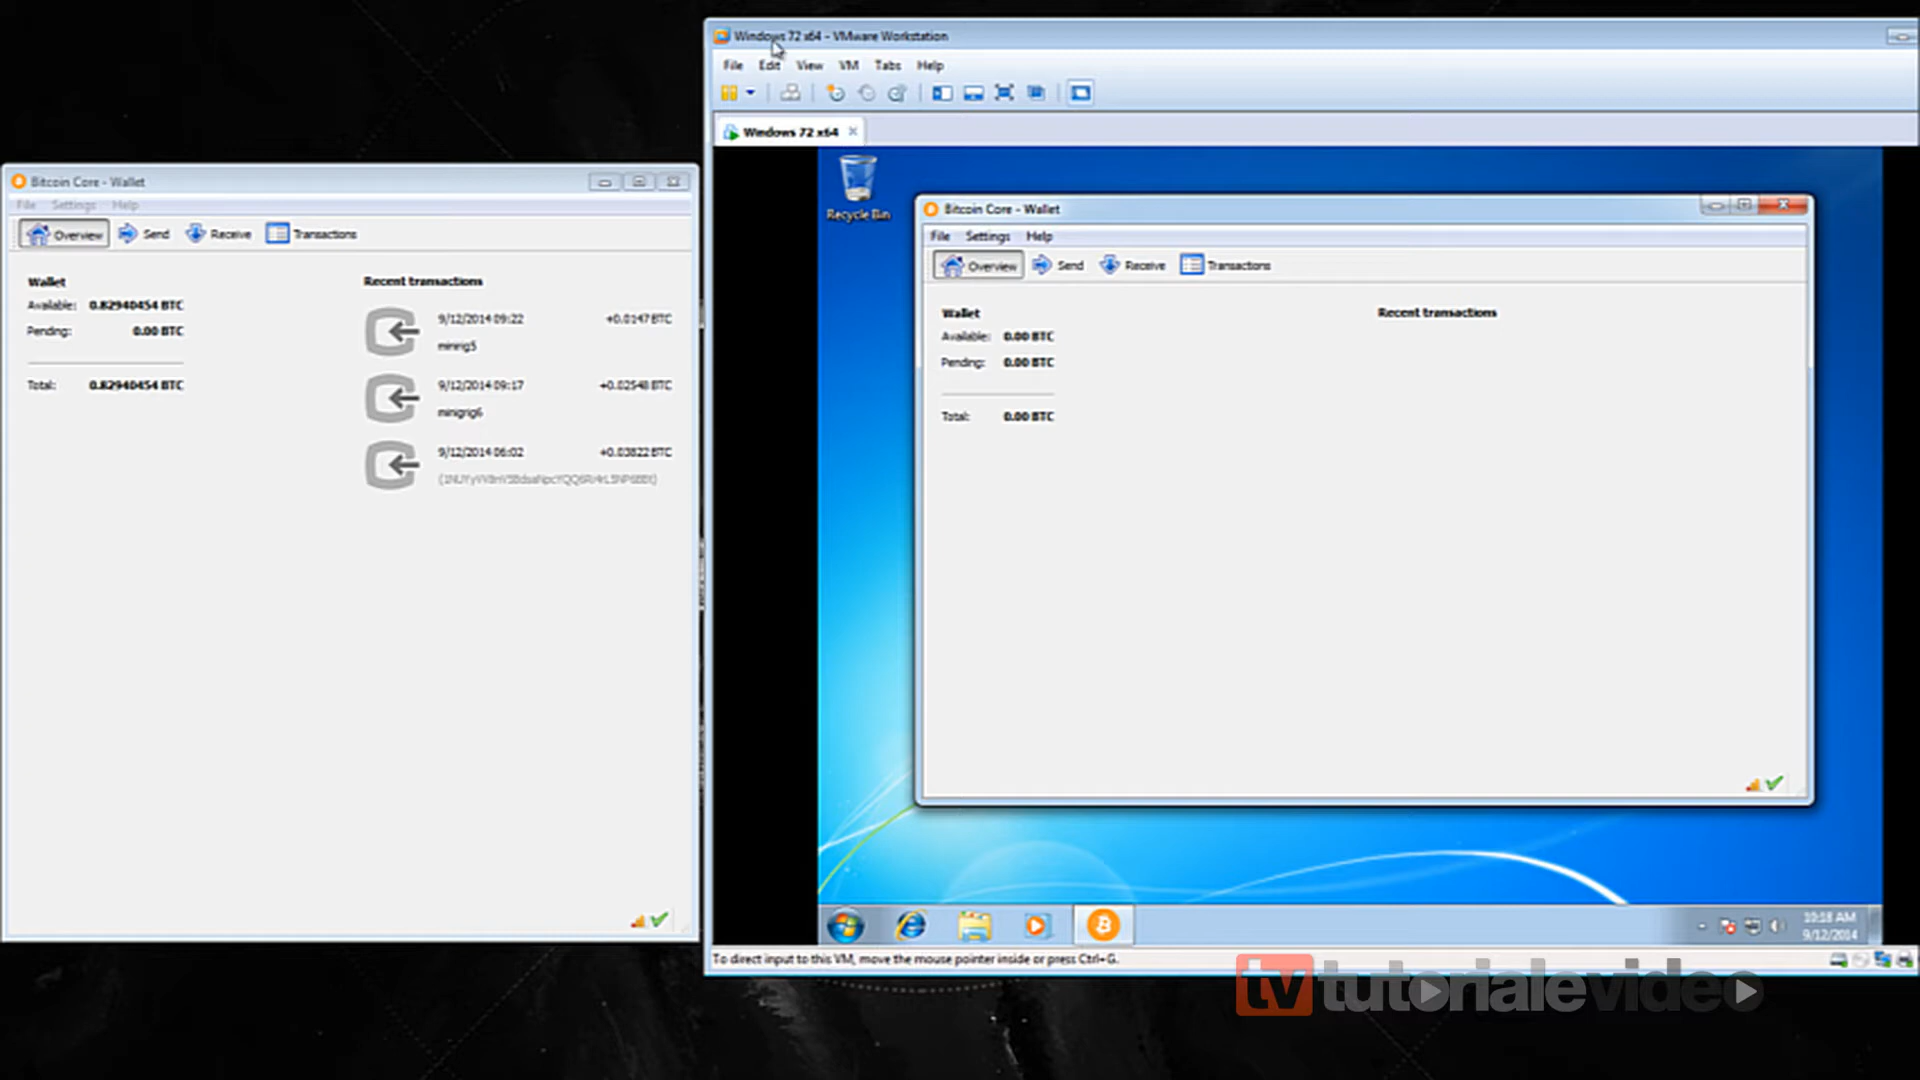 Windows 72 x64 - VMware Workstation
File Edit View VM Tabs Help
Windows 72 x64
Bitcoin Core - Wallet
File Settings Help
Overview Send Receive Transactions
Wallet
Available: 0.82940454 BTC
Pending: 0.00 BTC
Total: 0.82940454 BTC
Recent transactions
9/12/2014 09:22 +0.0147 BTC
minrig5
9/12/2014 09:17 +0.02548 BTC
minigrig6
9/12/2014 06:02 +0.03822 BTC
Recycle Bin
Bitcoin Core - Wallet
File Settings Help
Overview Send Receive Transactions
Wallet
Available: 0.00 BTC
Pending: 0.00 BTC
Total: 0.00 BTC
Recent transactions
10:18 AM
9/12/2014
To direct input to this VM, move the mouse pointer inside or press Ctrl+G.
tv tutorialevideo